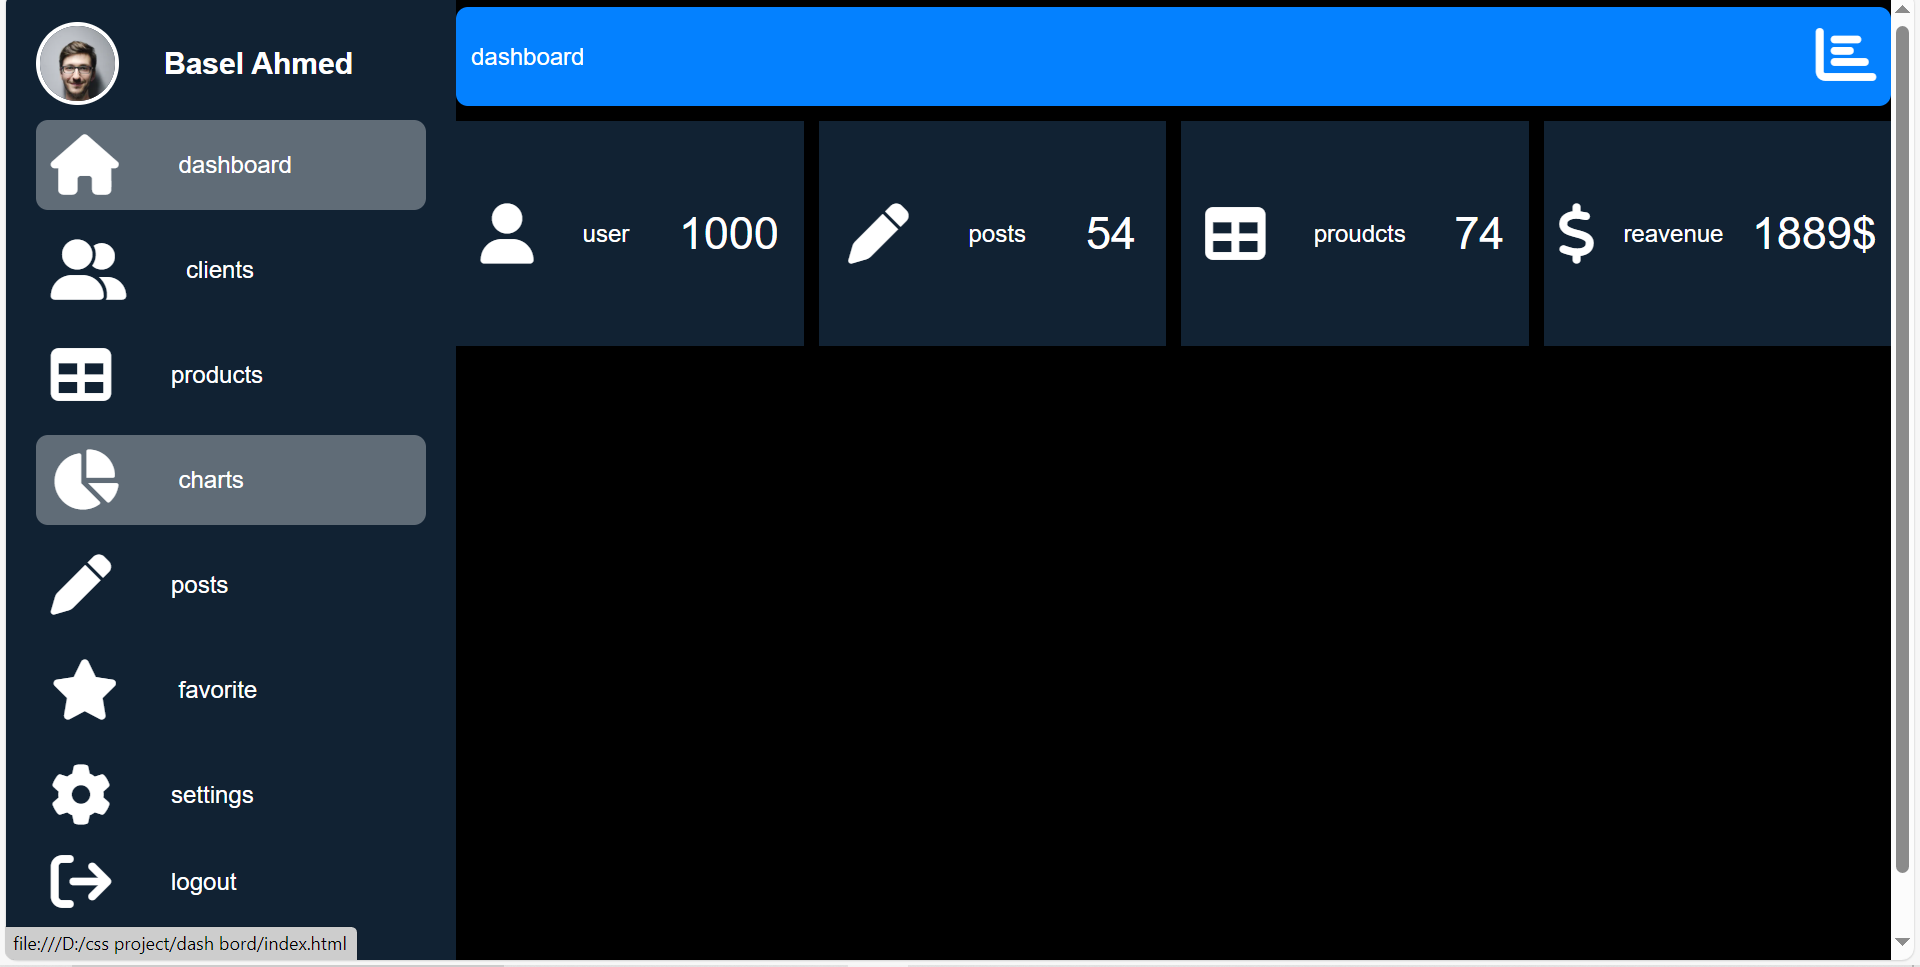 Basel Ahmed
dashboard
clients
products
charts
posts
favorite
settings
logout
dashboard
user 1000
posts 54
proudcts 74
reavenue 1889$
file:///D:/css project/dash bord/index.html